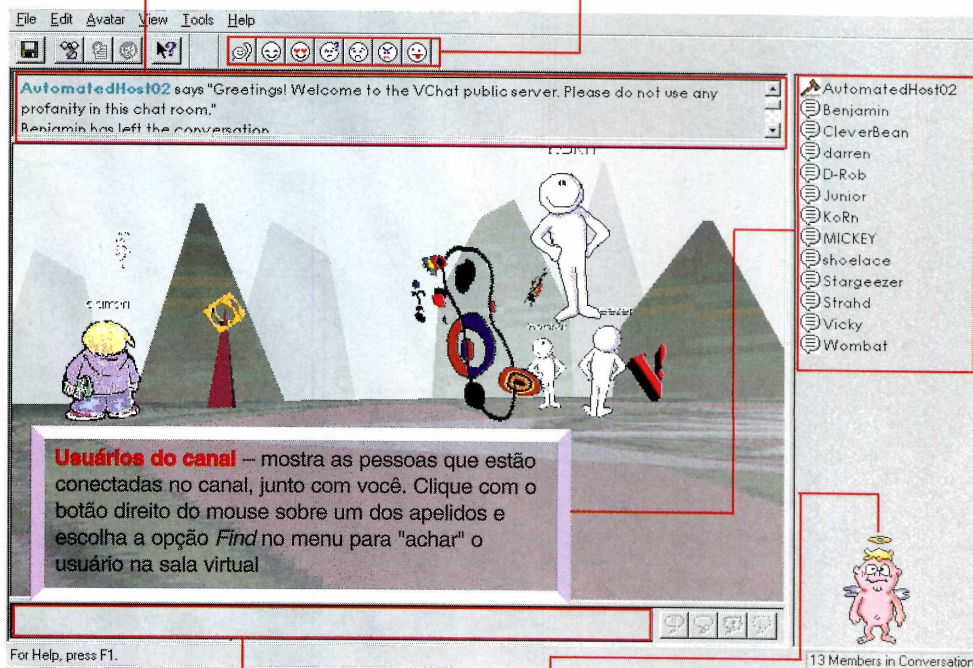 File Edit Avatar View Tools Help
AutomatedHost02 says "Greetings! Welcome to the VChat public server. Please do not use any
profanity in this chat room."
Benjamin has left the conversation
AutomatedHost02
Benjamin
CleverBean
darren
D-Rob
Junior
KoRn
MICKEY
shoelace
Stargeezer
Strahd
Vicky
Wombat
Usuários do canal – mostra as pessoas que estão
conectadas no canal, junto com você. Clique com o
botão direito do mouse sobre um dos apelidos e
escolha a opção Find no menu para "achar" o
usuário na sala virtual
For Help, press F1.
13 Members in Conversation